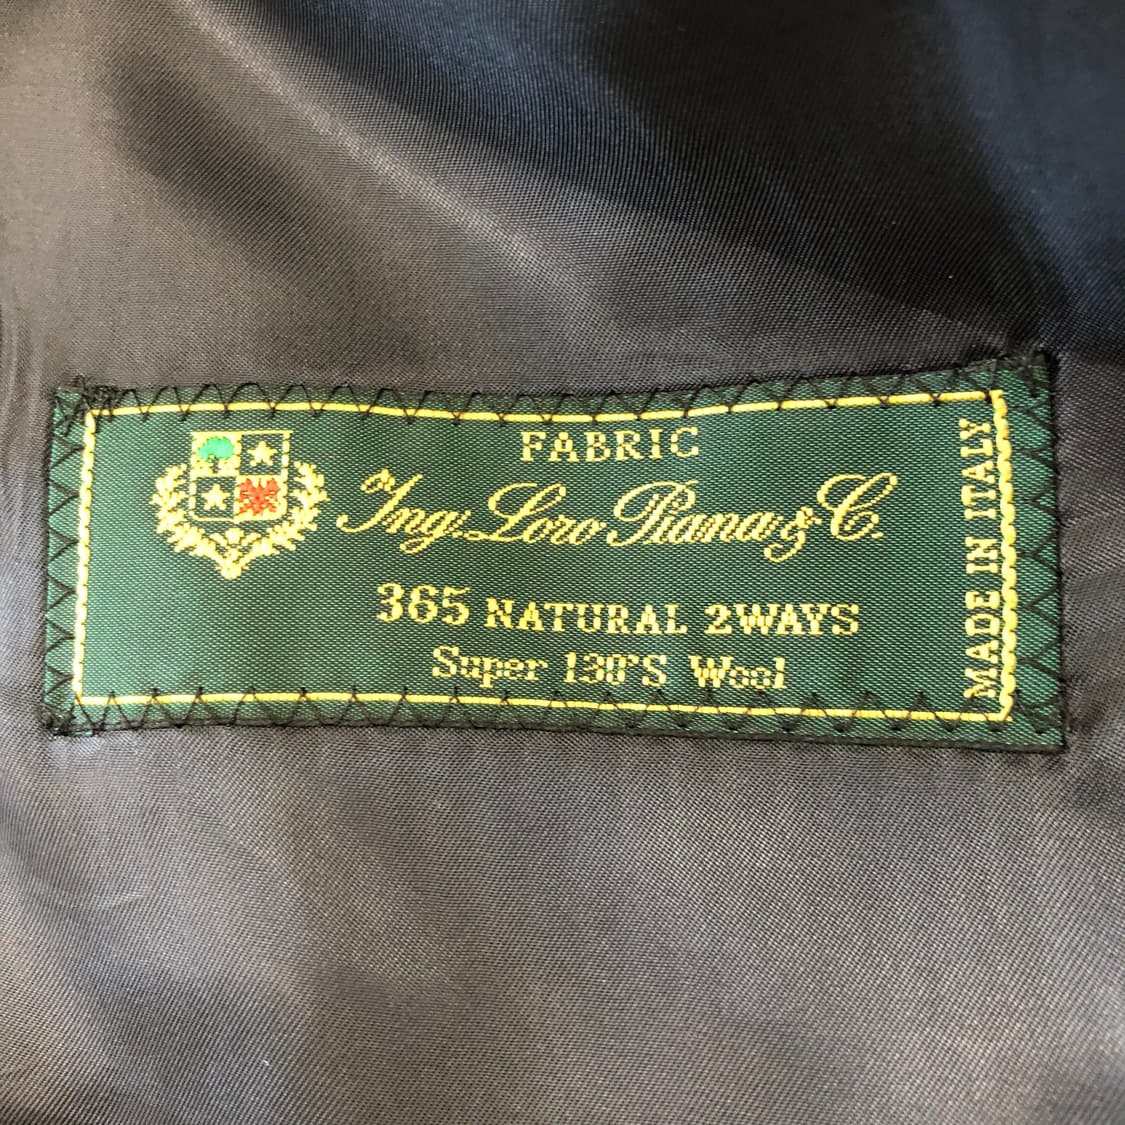 FABRIC
Ing. Loro Piana & C.
365 NATURAL 2WAYS
Super 130'S Wool
MADE IN ITALY